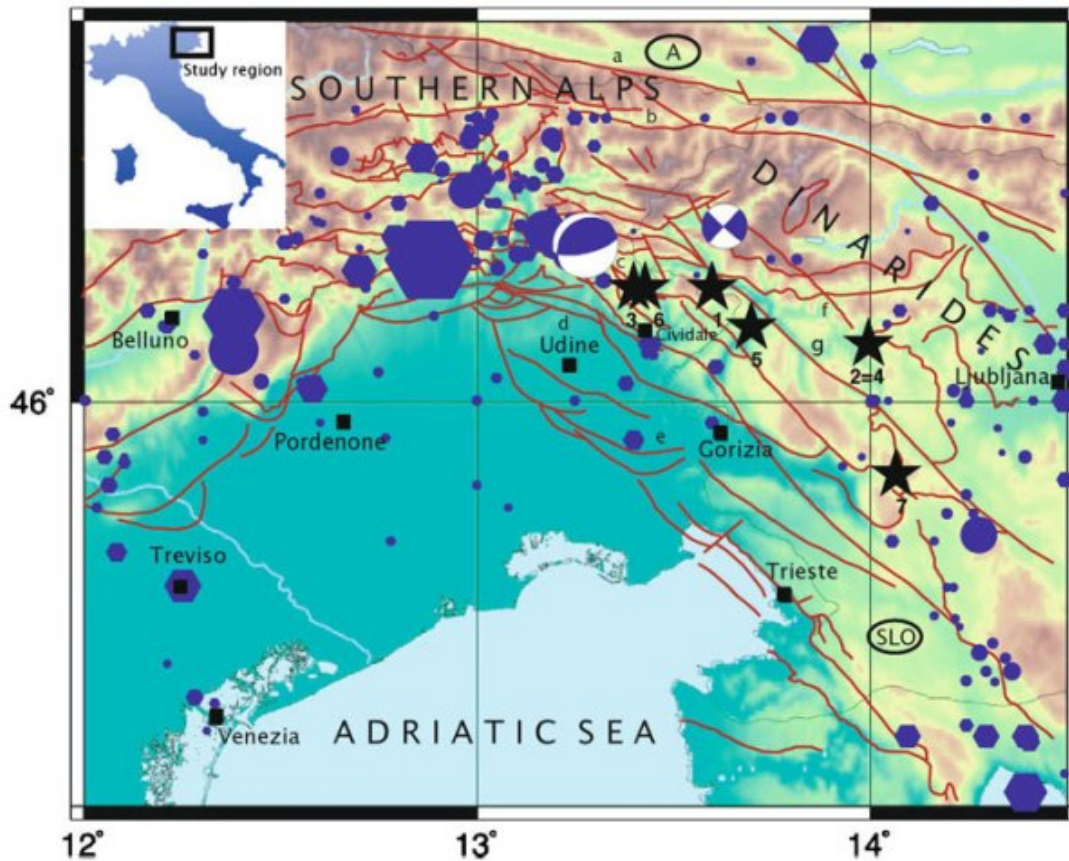 Study region
a
A
SOUTHERN ALPS
b
DINARIDES
c
3
6
1
f
Belluno
d
Cividale
5
g
Udine
2=4
Ljubljana
46°
Pordenone
e
Gorizia
7
Treviso
Trieste
SLO
Venezia
ADRIATIC SEA
12°
13°
14°